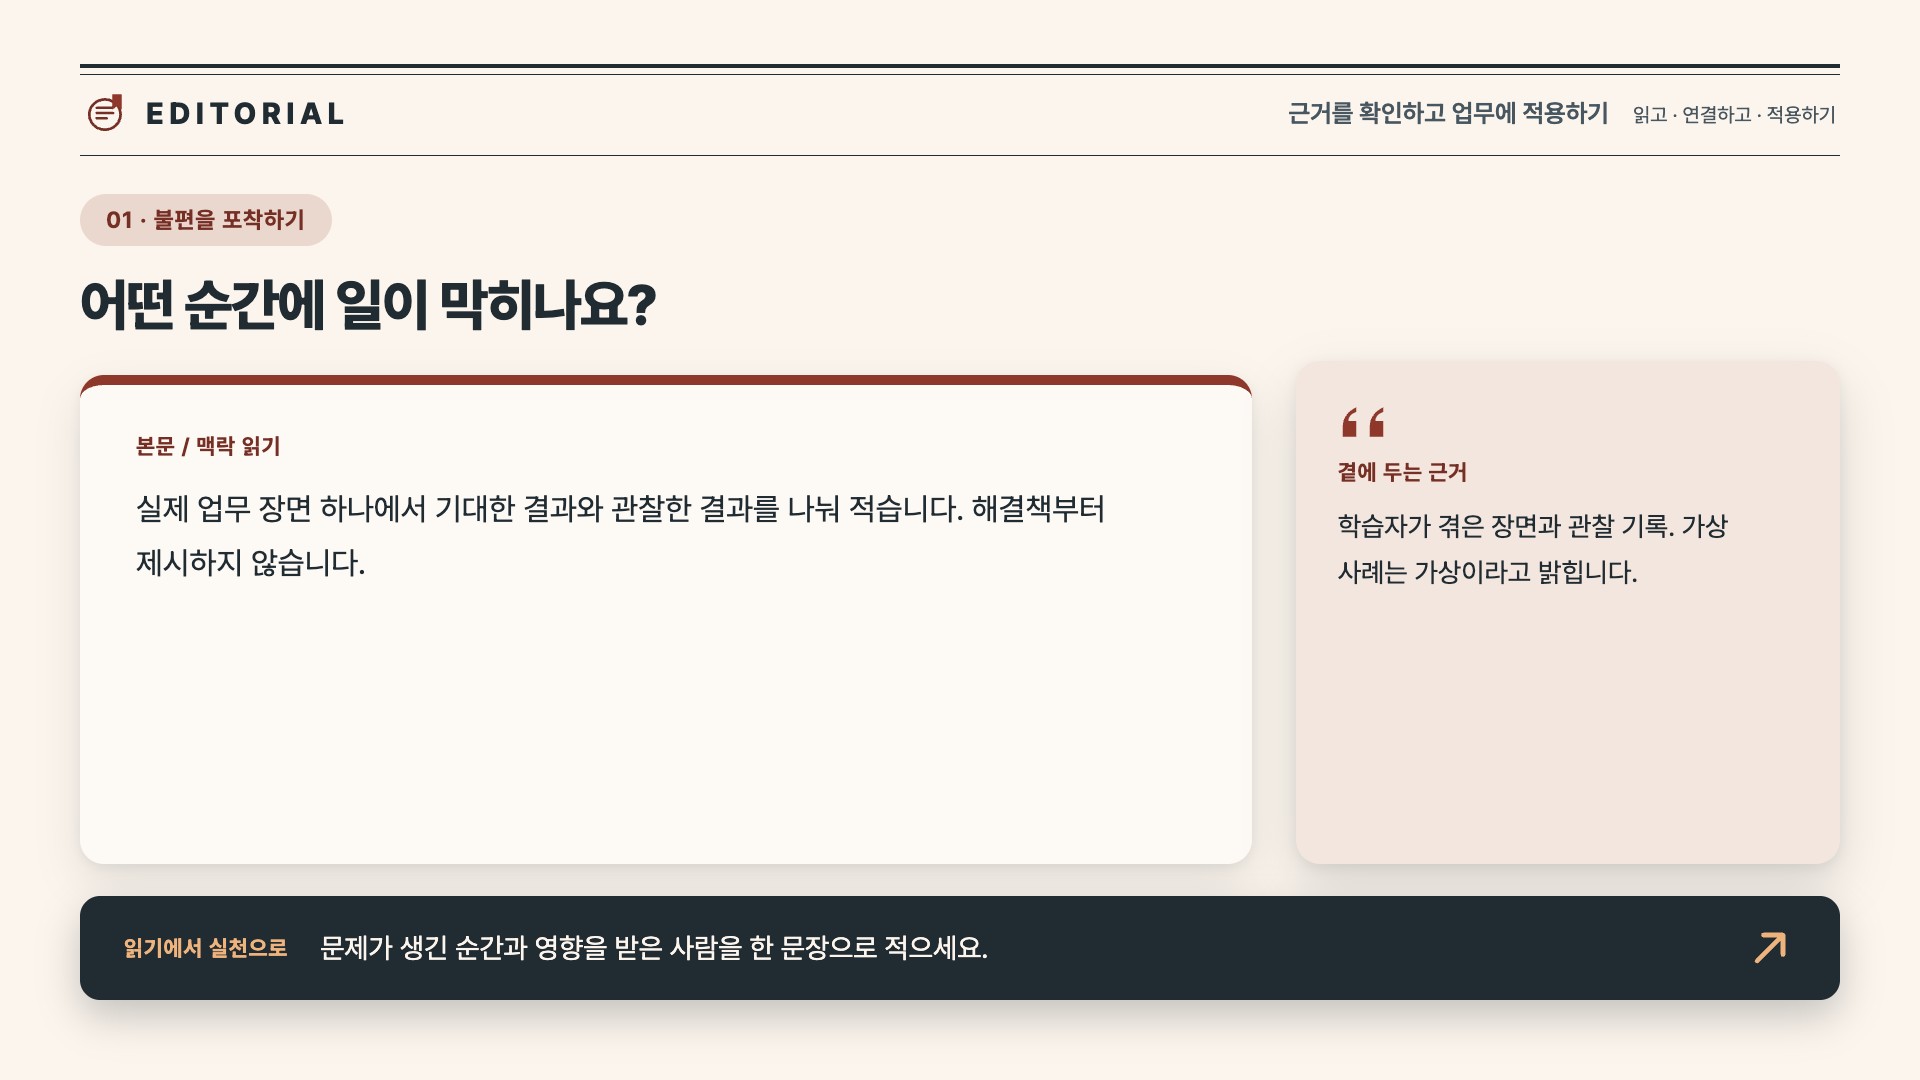 EDITORIAL
근거를 확인하고 업무에 적용하기 읽고 · 연결하고 · 적용하기
01 · 불편을 포착하기
어떤 순간에 일이 막히나요?
본문 / 맥락 읽기
실제 업무 장면 하나에서 기대한 결과와 관찰한 결과를 나눠 적습니다. 해결책부터
제시하지 않습니다.
“
곁에 두는 근거
학습자가 겪은 장면과 관찰 기록. 가상
사례는 가상이라고 밝힙니다.
읽기에서 실천으로 문제가 생긴 순간과 영향을 받은 사람을 한 문장으로 적으세요.